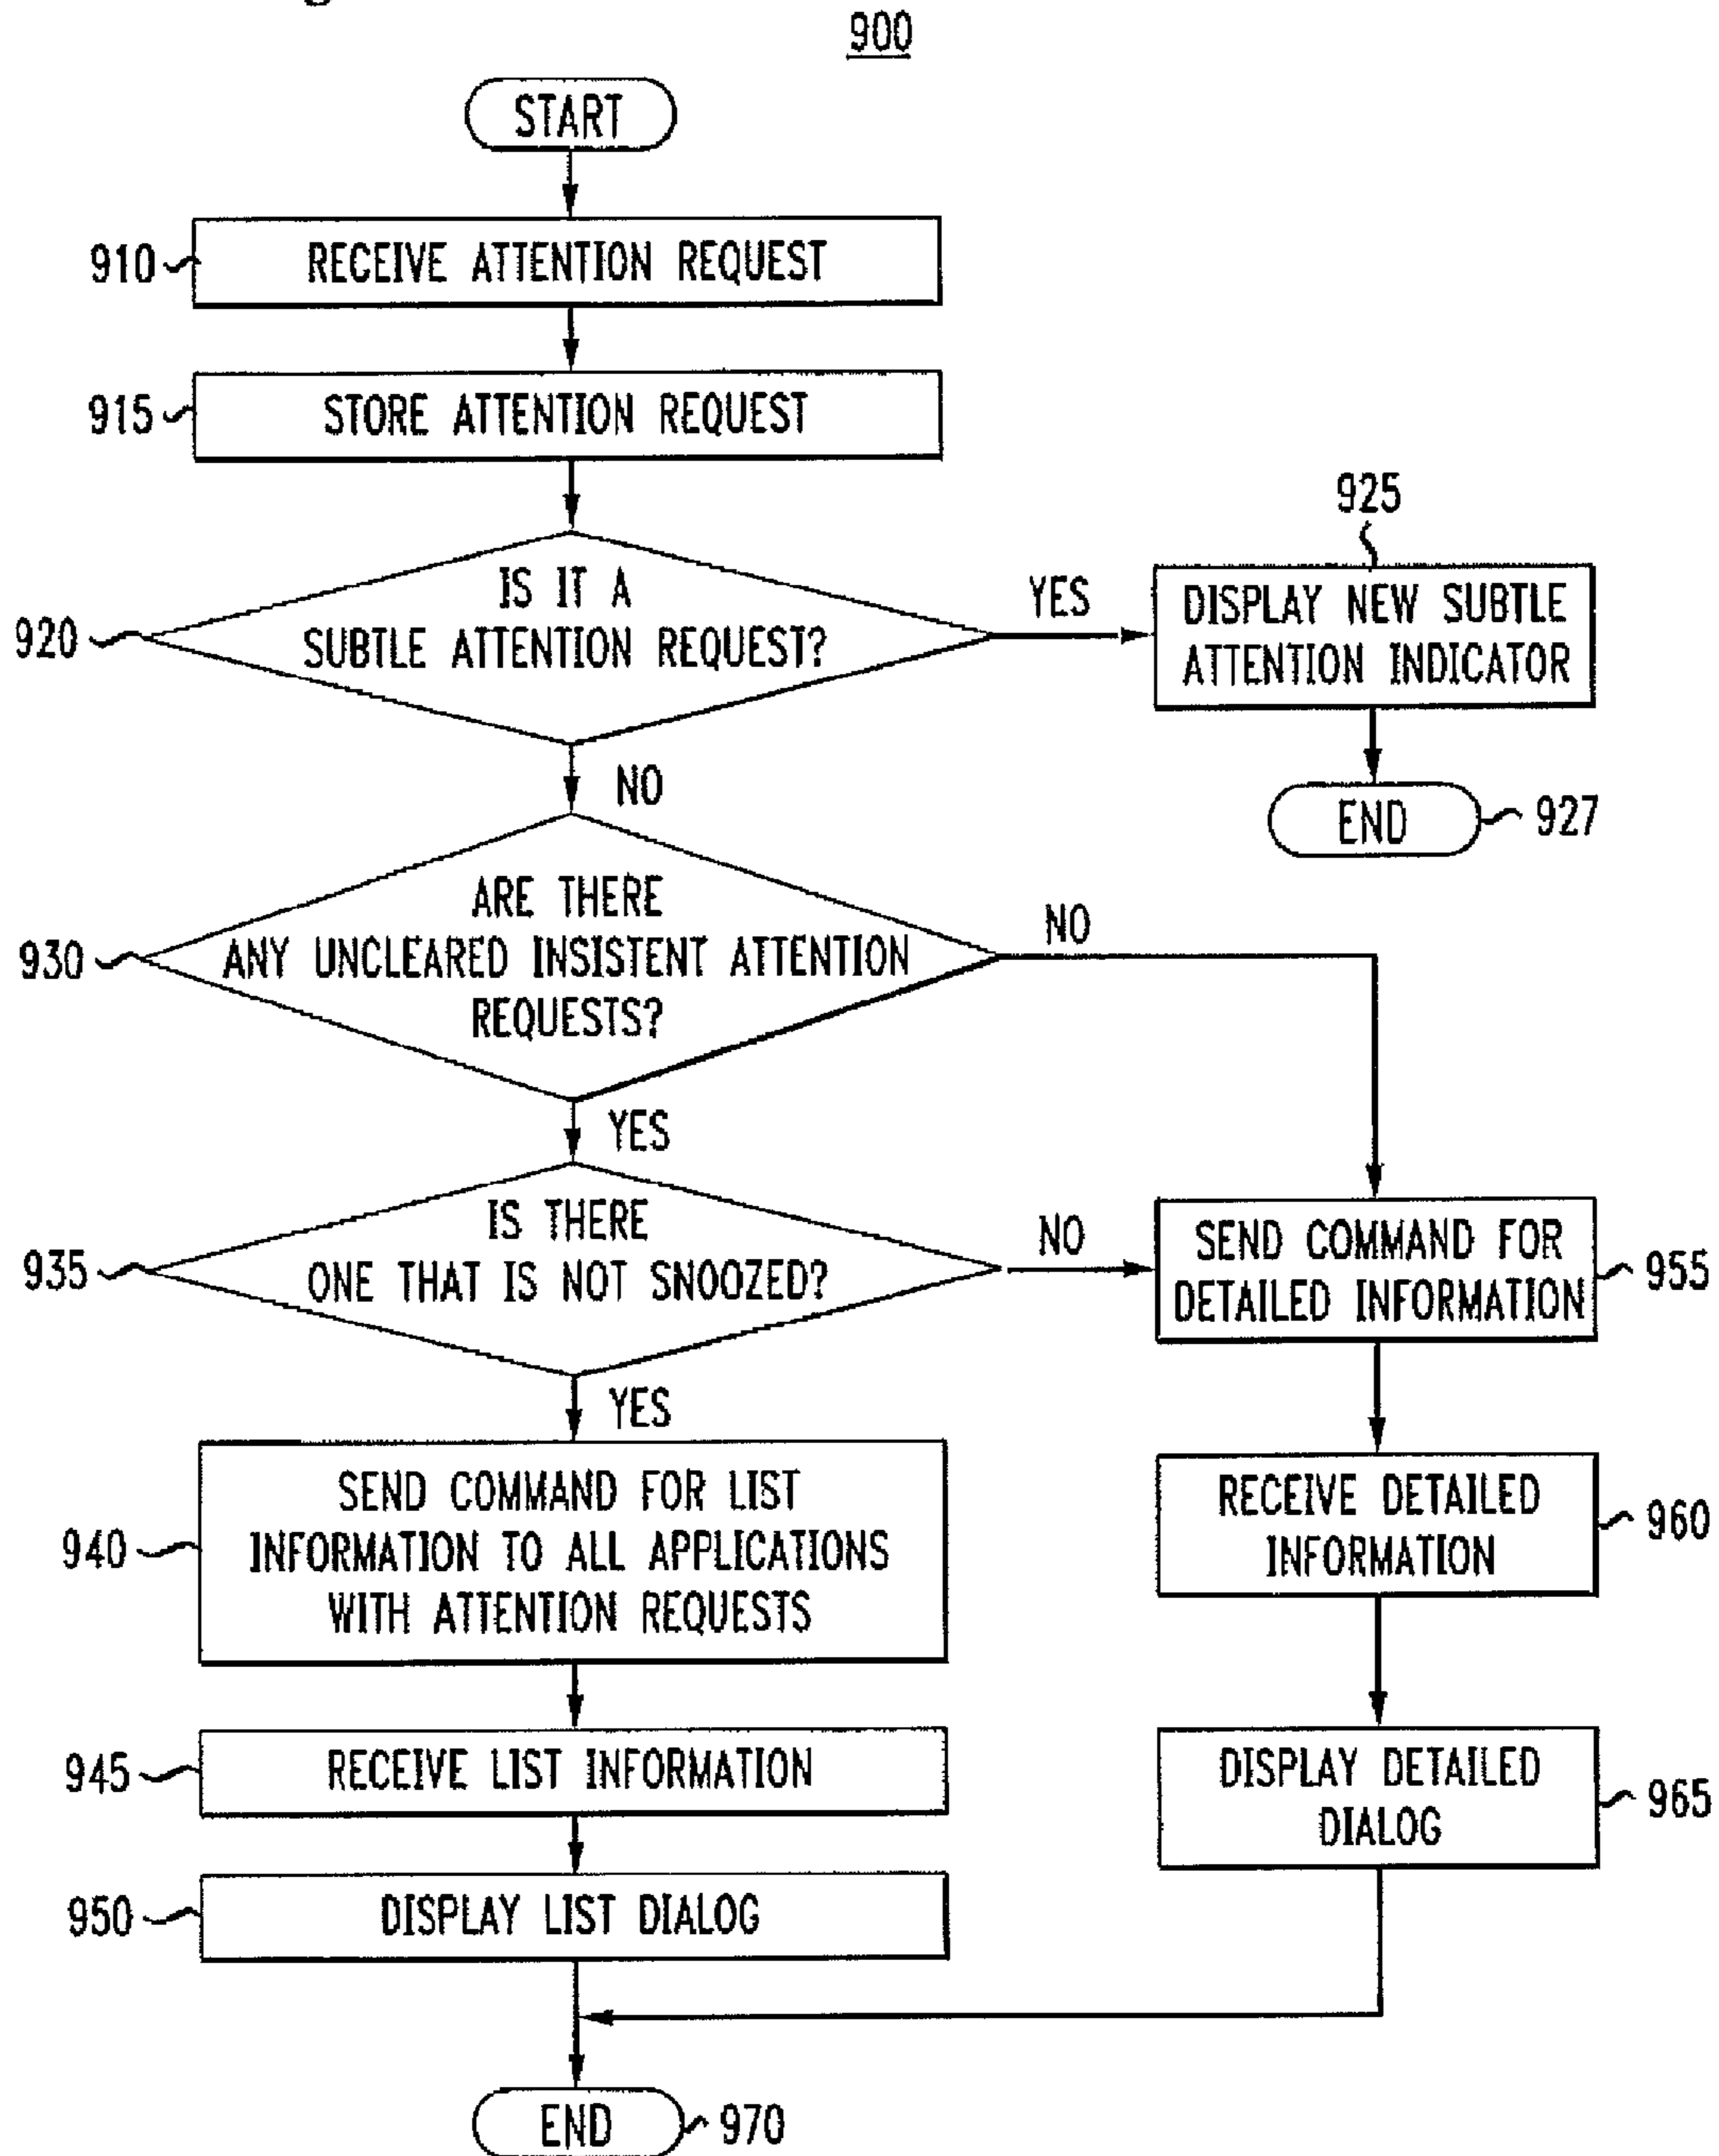 900
START
910
RECEIVE ATTENTION REQUEST
915
STORE ATTENTION REQUEST
920
IS IT A
SUBTLE ATTENTION REQUEST?
YES
925
DISPLAY NEW SUBTLE
ATTENTION INDICATOR
END
927
NO
930
ARE THERE
ANY UNCLEARED INSISTENT ATTENTION
REQUESTS?
NO
YES
935
IS THERE
ONE THAT IS NOT SNOOZED?
NO
SEND COMMAND FOR
DETAILED INFORMATION
955
YES
940
SEND COMMAND FOR LIST
INFORMATION TO ALL APPLICATIONS
WITH ATTENTION REQUESTS
RECEIVE DETAILED
INFORMATION
960
945
RECEIVE LIST INFORMATION
DISPLAY DETAILED
DIALOG
965
950
DISPLAY LIST DIALOG
END
970